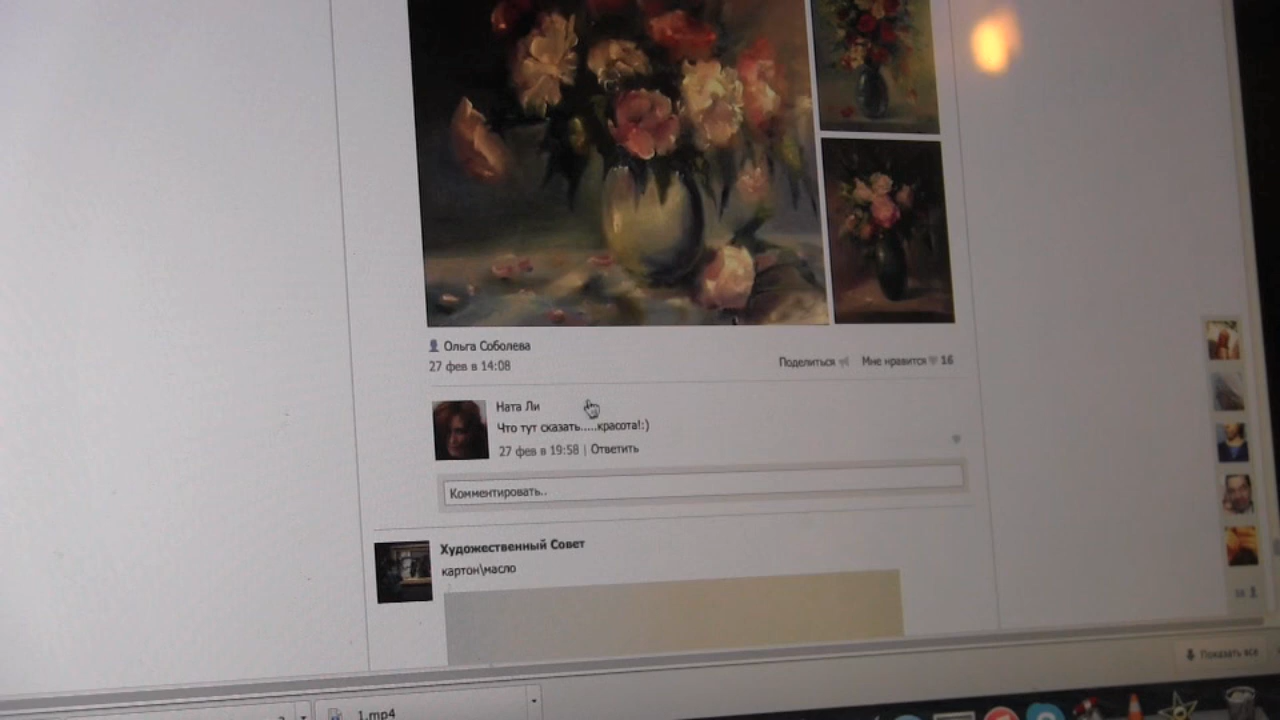 Ольга Соболева
27 фев в 14:08
Поделиться Мне нравится 16
Ната Ли
Что тут сказать.....красота!:)
27 фев в 19:58 | Ответить
Комментировать..
Художественный Совет
картон\масло
Показать все
1.mp4